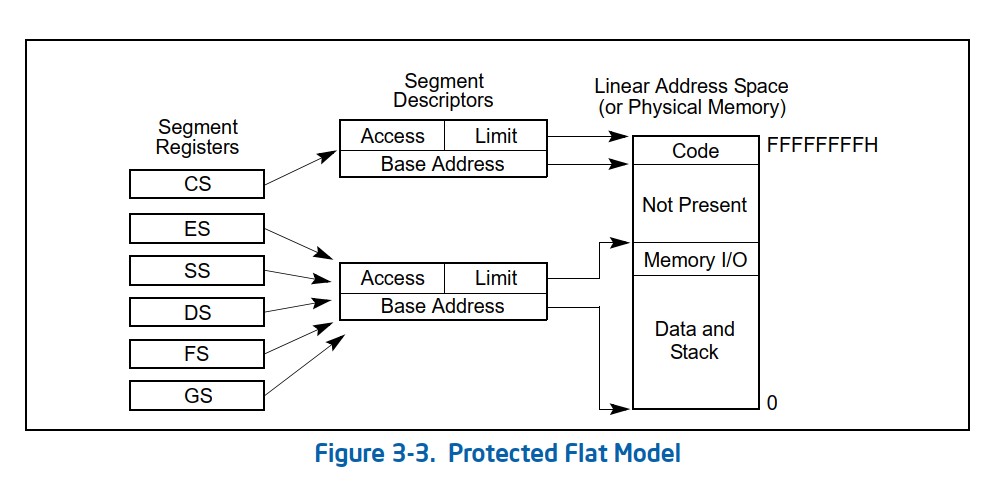 Segment
Registers
CS
ES
SS
DS
FS
GS
Segment
Descriptors
Access
Limit
Base Address
Access
Limit
Base Address
Linear Address Space
(or Physical Memory)
Code
FFFFFFFFH
Not Present
Memory I/O
Data and
Stack
0
Figure 3-3. Protected Flat Model